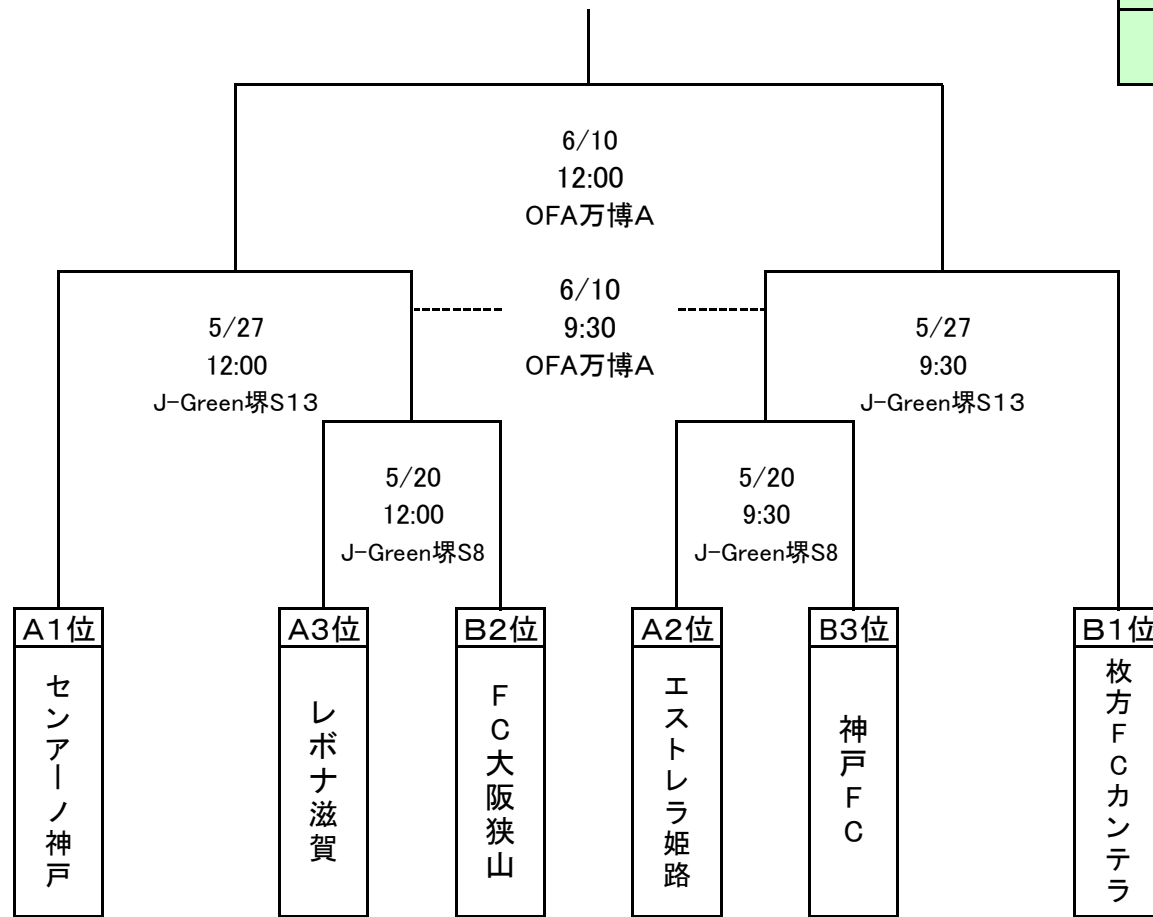 6/10
12:00
OFA万博A
6/10
9:30
OFA万博A
5/27
12:00
J-Green堺S13
5/27
9:30
J-Green堺S13
5/20
12:00
J-Green堺S8
5/20
9:30
J-Green堺S8
A1位
A3位
B2位
A2位
B3位
B1位
センアーノ神戸
レボナ滋賀
FC大阪狭山
エストレラ姫路
神戸FC
枚方FCカンテラ